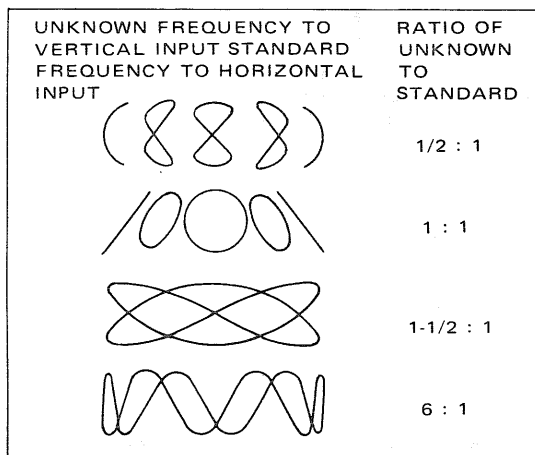 UNKNOWN FREQUENCY TO
VERTICAL INPUT STANDARD
FREQUENCY TO HORIZONTAL
INPUT
RATIO OF
UNKNOWN
TO
STANDARD
1/2 : 1
1 : 1
1-1/2 : 1
6 : 1